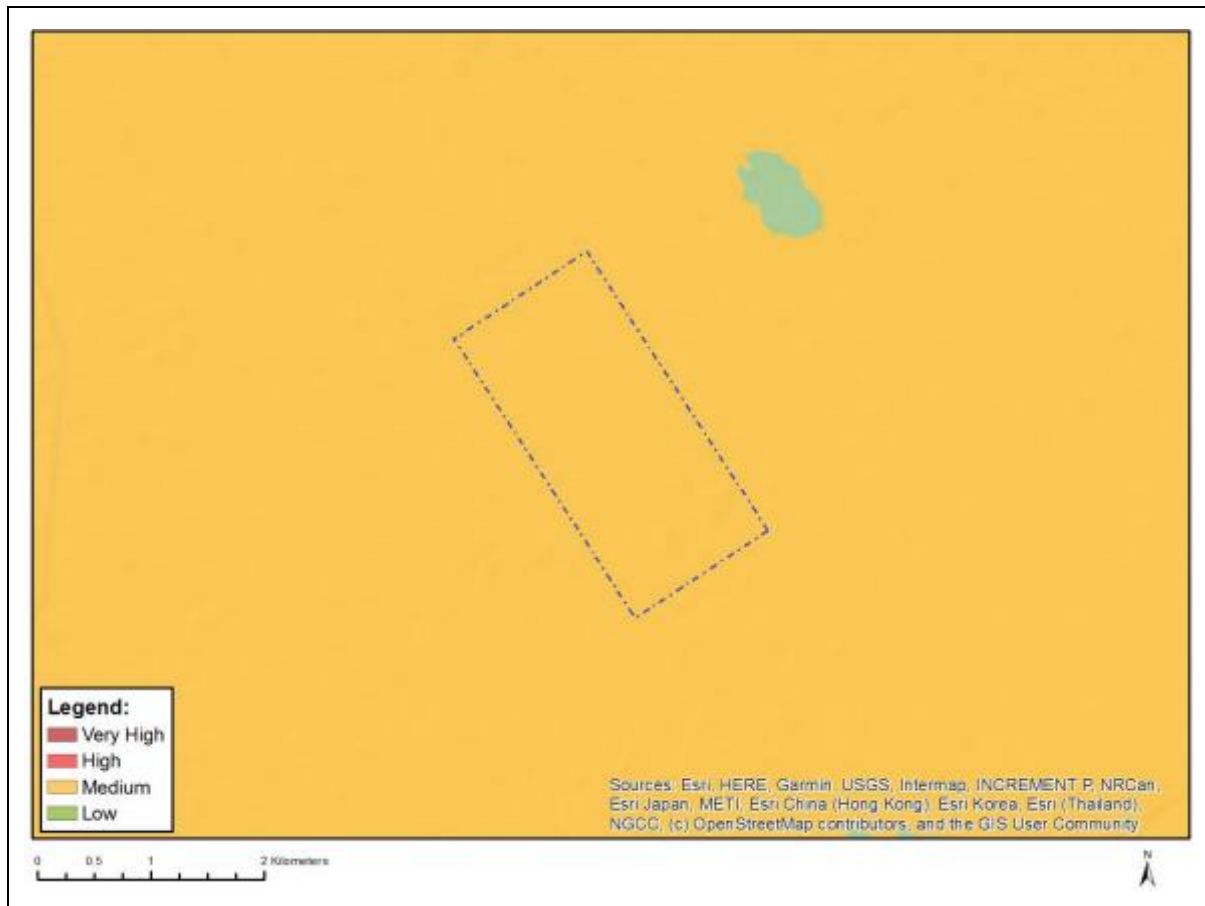 Legend:
Very High
High
Medium
Low
Sources: Esri, HERE, Garmin, USGS, Intermap, INCREMENT P, NRCan,
Esri Japan, METI, Esri China (Hong Kong), Esri Korea, Esri (Thailand),
NGCC, (c) OpenStreetMap contributors, and the GIS User Community
0 0.5 1 2 Kilometers
N